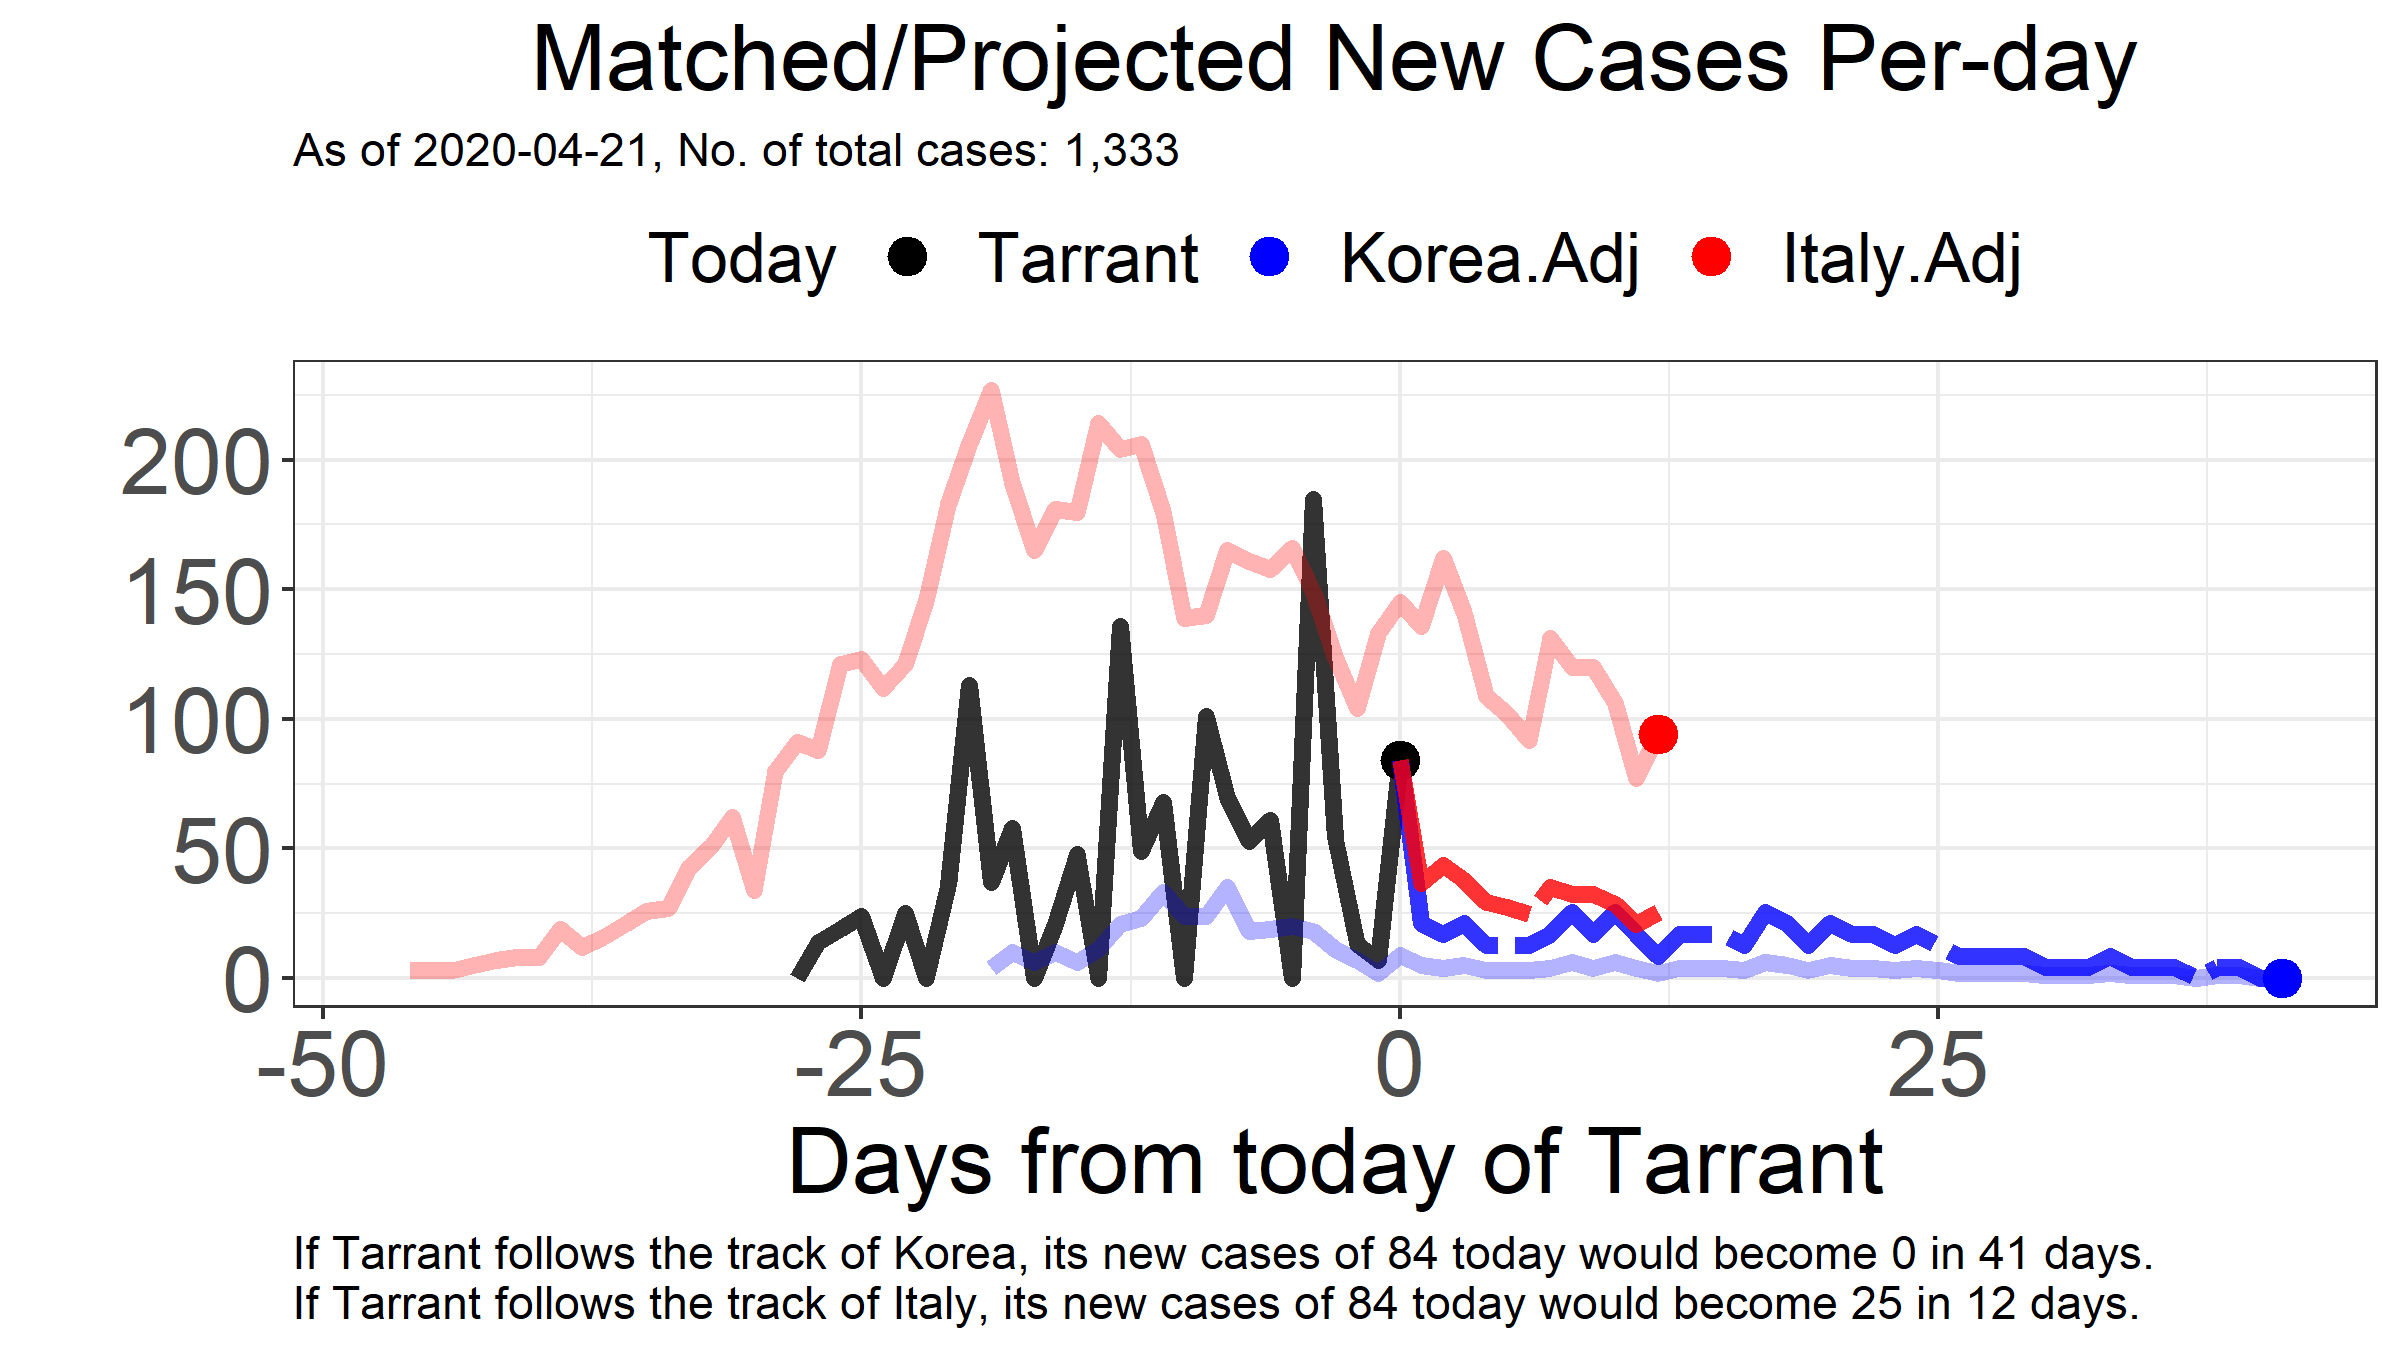 Matched/Projected New Cases Per-day
As of 2020-04-21, No. of total cases: 1,333
Today Tarrant Korea.Adj Italy.Adj
200
150
100
50
0
-50 -25 0 25
Days from today of Tarrant
If Tarrant follows the track of Korea, its new cases of 84 today would become 0 in 41 days.
If Tarrant follows the track of Italy, its new cases of 84 today would become 25 in 12 days.